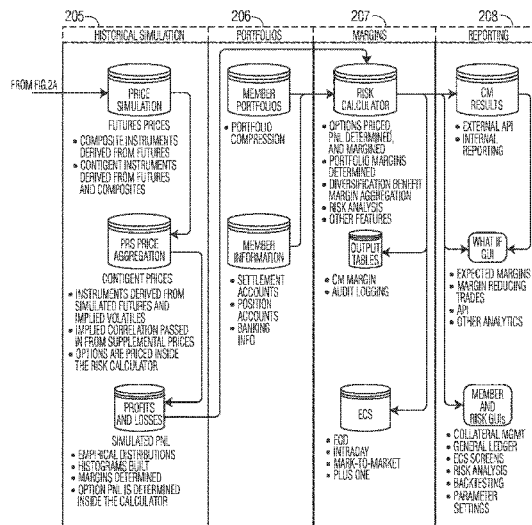 205
206
207
208
HISTORICAL SIMULATION
PORTFOLIOS
MARGINS
REPORTING
FROM FIG.2A
PRICE
SIMULATION
FUTURES PRICES
• COMPOSITE INSTRUMENTS
DERIVED FROM FUTURES
• CONTIGENT INSTRUMENTS
DERIVED FROM FUTURES
AND COMPOSITES
PRS PRICE
AGGREGATION
CONTIGENT PRICES
• INSTRUMENTS DERIVED FROM
SIMULATED FUTURES AND
IMPLIED VOLATILES
• IMPLIED CORRELATION PASSED
IN FROM SUPPLEMENTAL PRICES
• OPTIONS ARE PRICED INSIDE
THE RISK CALCULATOR
PROFITS
AND LOSSES
SIMULATED PNL
• EMPIRICAL DISTRIBUTIONS
• HISTOGRAMS BUILT
• MARGINS DETERMINED
• OPTION PNL IS DETERMINED
INSIDE THE CALCULATOR
MEMBER
PORTFOLIOS
• PORTFOLIO
COMPRESSION
MEMBER
INFORMATION
• SETTLEMENT
ACCOUNTS
• POSITION
ACCOUNTS
• BANKING
INFO
RISK
CALCULATOR
• OPTIONS PRICED,
PNL DETERMINED,
AND MARGINED
• PORTFOLIO MARGINS
DETERMINED
• DIVERSIFICATION BENEFIT
MARGIN AGGREGATION
• RISK ANALYSIS
• OTHER FEATURES
OUTPUT
TABLES
• CM MARGIN
• AUDIT LOGGING
ECS
• EOD
• INTRADAY
• MARK-TO-MARKET
• PLUS ONE
CM
RESULTS
• EXTERNAL API
• INTERNAL
REPORTING
WHAT IF
GUI
• EXPECTED MARGINS
• MARGIN REDUCING
TRADES
• API
• OTHER ANALYTICS
MEMBER
AND
RISK GUIs
• COLLATERAL MGMT
• GENERAL LEDGER
• ECS SCREENS
• RISK ANALYSIS
• BACKTESTING
• PARAMETER
SETTINGS